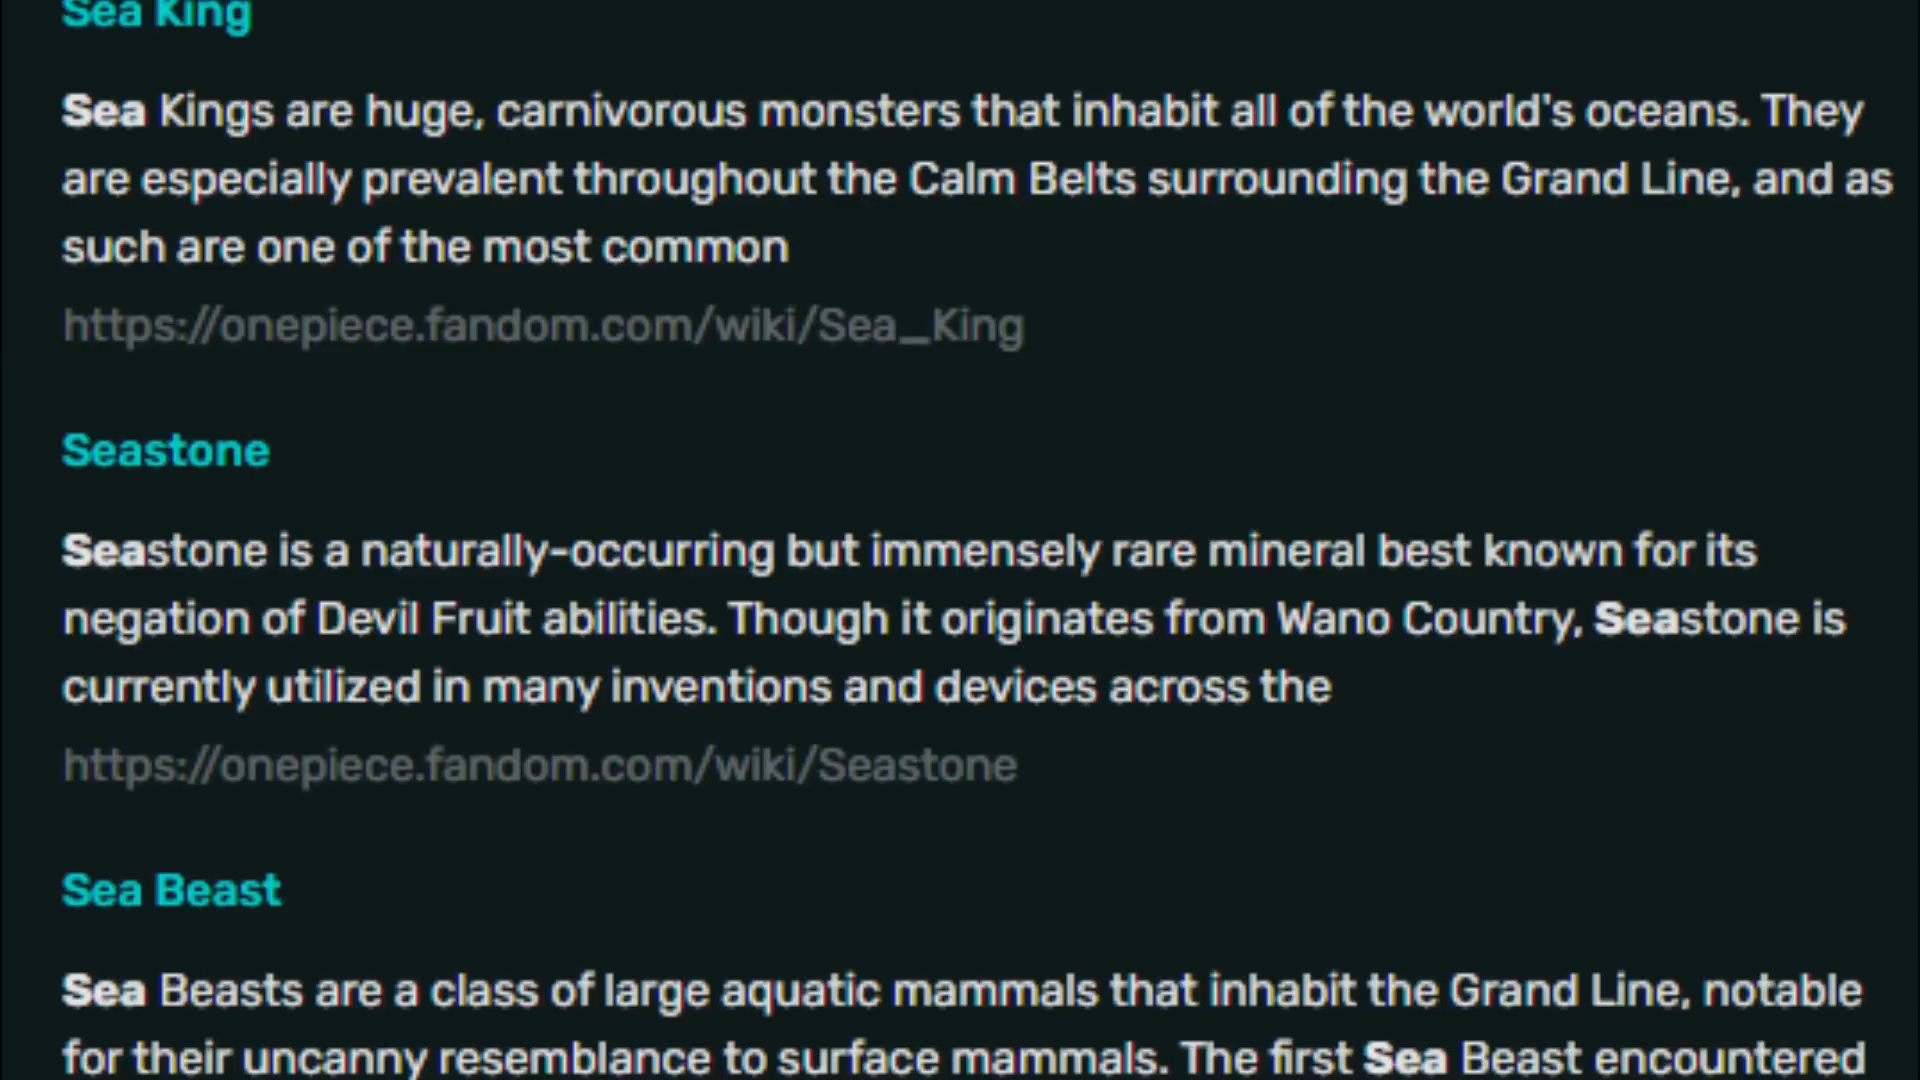 Sea King
Sea Kings are huge, carnivorous monsters that inhabit all of the world's oceans. They
are especially prevalent throughout the Calm Belts surrounding the Grand Line, and as
such are one of the most common
https://onepiece.fandom.com/wiki/Sea_King
Seastone
Seastone is a naturally-occurring but immensely rare mineral best known for its
negation of Devil Fruit abilities. Though it originates from Wano Country, Seastone is
currently utilized in many inventions and devices across the
https://onepiece.fandom.com/wiki/Seastone
Sea Beast
Sea Beasts are a class of large aquatic mammals that inhabit the Grand Line, notable
for their uncanny resemblance to surface mammals. The first Sea Beast encountered